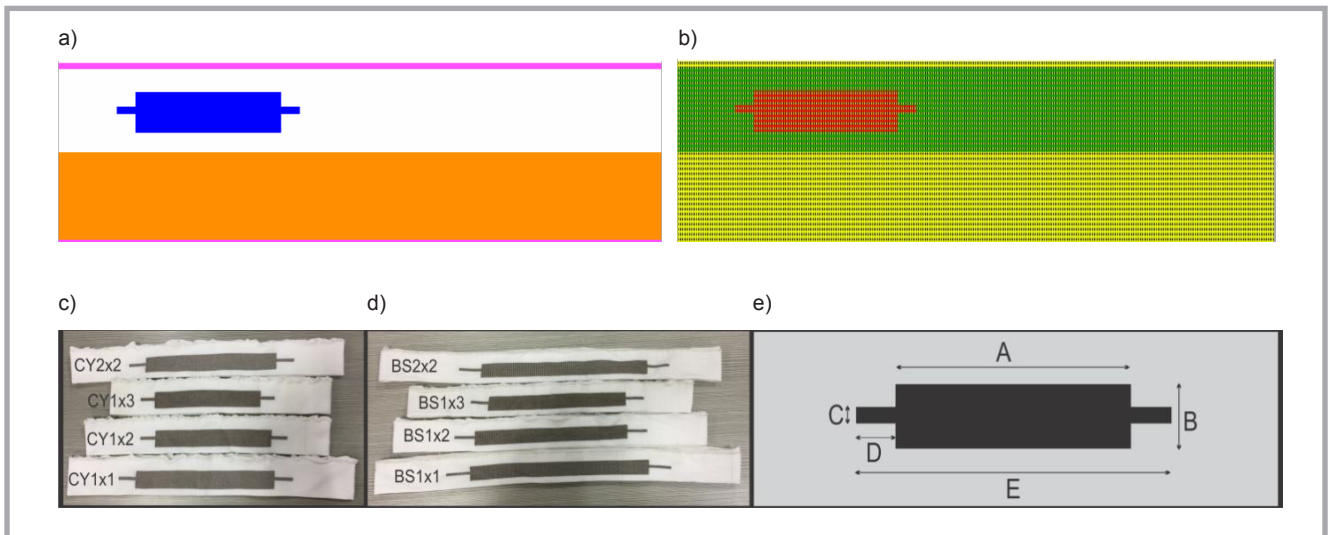 a)
b)
c)
d)
e)
CY2x2
CY1x3
CY1x2
CY1x1
BS2x2
BS1x3
BS1x2
BS1x1
A
B
C
D
E